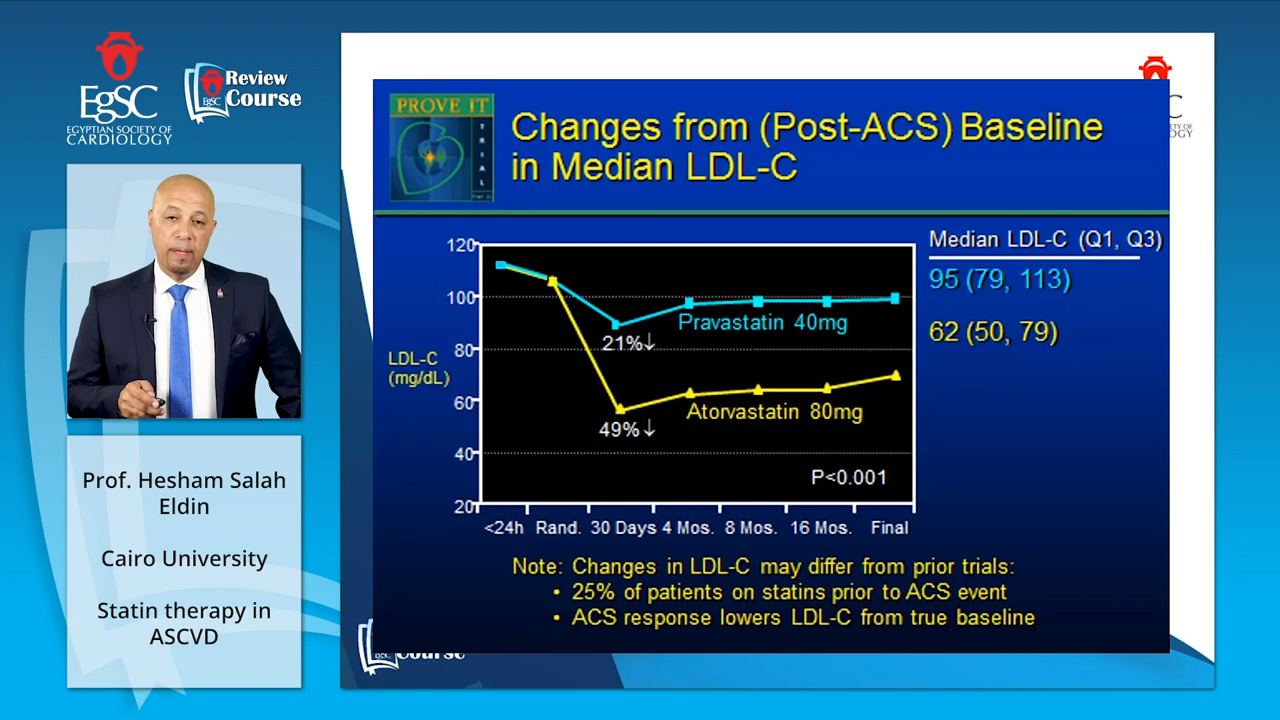 EgSC
EGYPTIAN SOCIETY OF
CARDIOLOGY
Review
Course
EgSC
PROVE IT
TRIAL
Changes from (Post-ACS) Baseline
in Median LDL-C
Median LDL-C (Q1, Q3)
95 (79, 113)
62 (50, 79)
120
100
80
60
40
20
LDL-C
(mg/dL)
Pravastatin 40mg
21%↓
Atorvastatin 80mg
49%↓
P<0.001
<24h Rand. 30 Days 4 Mos. 8 Mos. 16 Mos. Final
Note: Changes in LDL-C may differ from prior trials:
• 25% of patients on statins prior to ACS event
• ACS response lowers LDL-C from true baseline
Prof. Hesham Salah
Eldin
Cairo University
Statin therapy in
ASCVD
Course